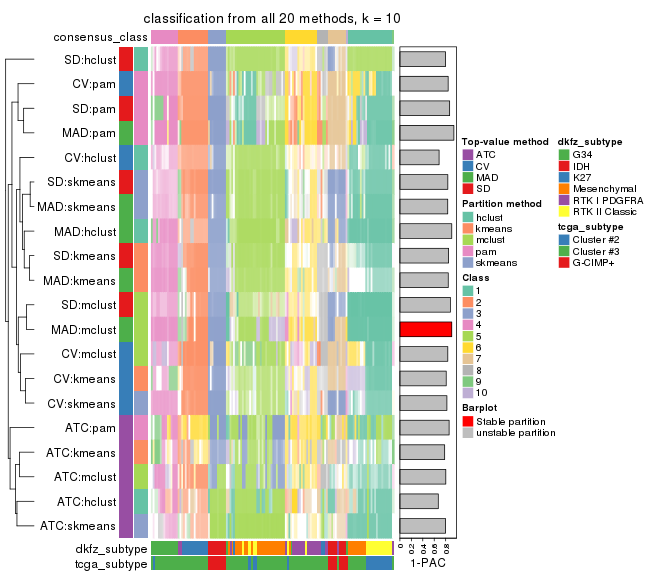 classification from all 20 methods, k = 10
consensus_class
SD:hclust
CV:pam
SD:pam
MAD:pam
CV:hclust
SD:skmeans
MAD:skmeans
MAD:hclust
SD:kmeans
MAD:kmeans
SD:mclust
MAD:mclust
CV:mclust
CV:kmeans
CV:skmeans
ATC:pam
ATC:kmeans
ATC:mclust
ATC:hclust
ATC:skmeans
dkfz_subtype
tcga_subtype
0 0.2 0.4 0.6 0.8
1-PAC
Top-value method
ATC
CV
MAD
SD
Partition method
hclust
kmeans
mclust
pam
skmeans
Class
1
2
3
4
5
6
7
8
9
10
Barplot
Stable partition
unstable partition
dkfz_subtype
G34
IDH
K27
Mesenchymal
RTK I PDGFRA
RTK II Classic
tcga_subtype
Cluster #2
Cluster #3
G-CIMP+